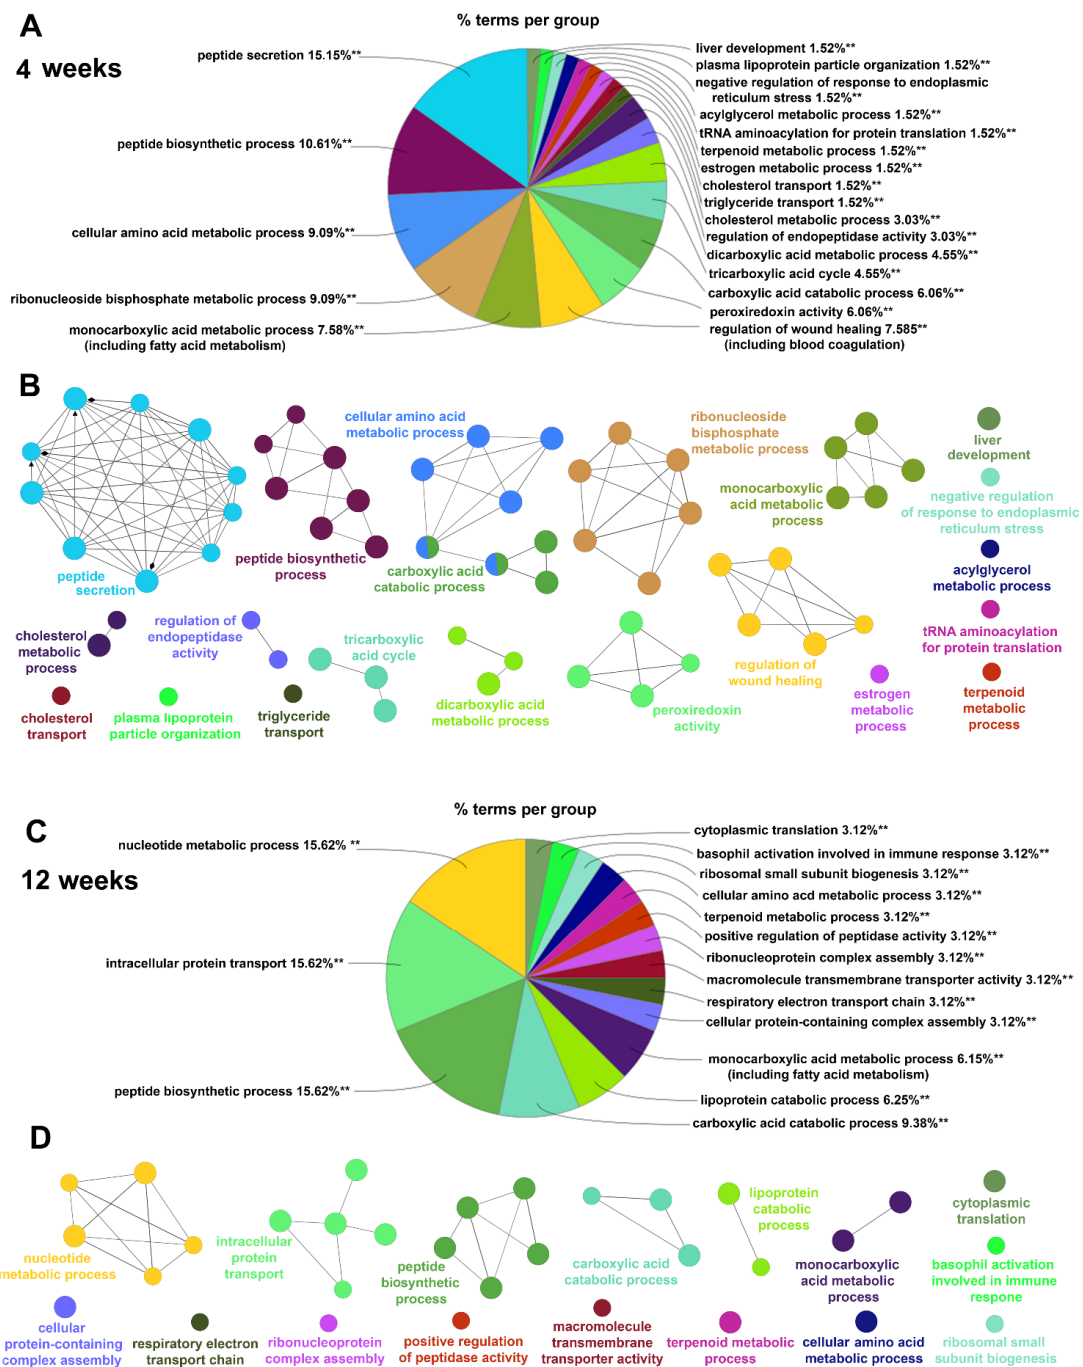 A
% terms per group
4 weeks
peptide secretion 15.15%**
peptide biosynthetic process 10.61%**
cellular amino acid metabolic process 9.09%**
ribonucleoside bisphosphate metabolic process 9.09%**
monocarboxylic acid metabolic process 7.58%**
(including fatty acid metabolism)
liver development 1.52%**
plasma lipoprotein particle organization 1.52%**
negative regulation of response to endoplasmic
reticulum stress 1.52%**
acylglycerol metabolic process 1.52%**
tRNA aminoacylation for protein translation 1.52%**
terpenoid metabolic process 1.52%**
estrogen metabolic process 1.52%**
cholesterol transport 1.52%**
triglyceride transport 1.52%**
cholesterol metabolic process 3.03%**
regulation of endopeptidase activity 3.03%**
dicarboxylic acid metabolic process 4.55%**
tricarboxylic acid cycle 4.55%**
carboxylic acid catabolic process 6.06%**
peroxiredoxin activity 6.06%**
regulation of wound healing 7.585**
(including blood coagulation)
B
peptide
secretion
peptide biosynthetic
process
cellular amino acid
metabolic process
carboxylic acid
catabolic process
ribonucleoside
bisphosphate
metabolic process
monocarboxylic
acid metabolic
process
liver
development
negative regulation
of response to endoplasmic
reticulum stress
acylglycerol
metabolic process
tRNA aminoacylation
for protein translation
terpenoid
metabolic
process
cholesterol
metabolic
process
regulation of
endopeptidase
activity
tricarboxylic
acid cycle
dicarboxylic acid
metabolic process
peroxiredoxin
activity
regulation of
wound healing
estrogen
metabolic
process
cholesterol
transport
plasma lipoprotein
particle organization
triglyceride
transport
C
% terms per group
12 weeks
nucleotide metabolic process 15.62% **
intracellular protein transport 15.62%**
peptide biosynthetic process 15.62%**
cytoplasmic translation 3.12%**
basophil activation involved in immune response 3.12%**
ribosomal small subunit biogenesis 3.12%**
cellular amino acd metabolic process 3.12%**
terpenoid metabolic process 3.12%**
positive regulation of peptidase activity 3.12%**
ribonucleoprotein complex assembly 3.12%**
macromolecule transmembrane transporter activity 3.12%**
respiratory electron transport chain 3.12%**
cellular protein-containing complex assembly 3.12%**
monocarboxylic acid metabolic process 6.15%**
(including fatty acid metabolism)
lipoprotein catabolic process 6.25%**
carboxylic acid catabolic process 9.38%**
D
nucleotide
metabolic process
intracellular
protein
transport
peptide
biosynthetic
process
carboxylic acid
catabolic process
lipoprotein
catabolic
process
monocarboxylic
acid metabolic
process
cytoplasmic
translation
basophil activation
involved in immune
respone
cellular
protein-containing
complex assembly
respiratory electron
transport chain
ribonucleoprotein
complex assembly
positive regulation
of peptidase activity
macromolecule
transmembrane
transporter activity
terpenoid metabolic
process
cellular amino acid
metabolic process
ribosomal small
subunit biogenesis